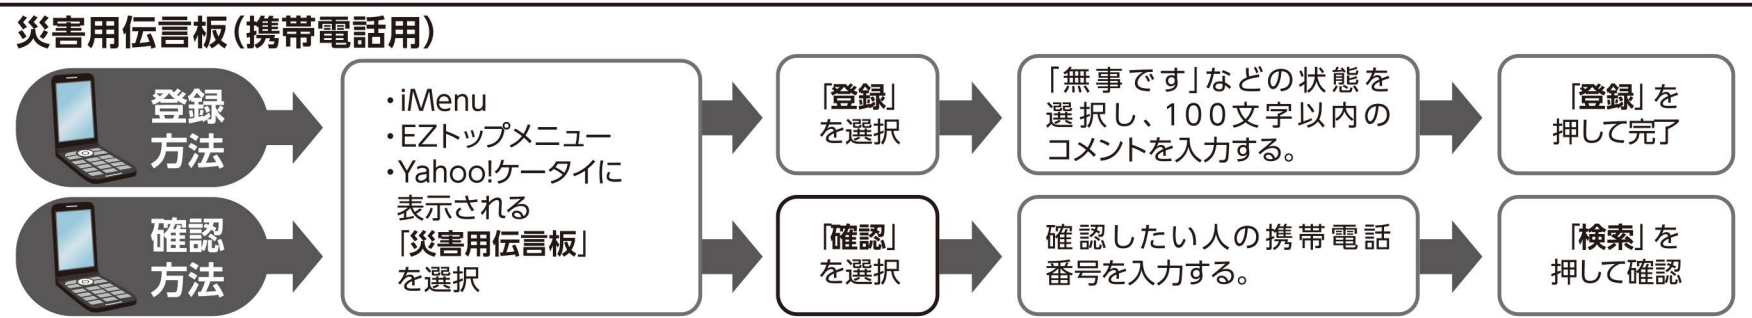 災害用伝言板（携帯電話用）
登録
方法
・iMenu
・EZトップメニュー
・Yahoo!ケータイに
表示される
「災害用伝言板」
を選択
「登録」
を選択
「無事です」などの状態を
選択し、100文字以内の
コメントを入力する。
「登録」を
押して完了
確認
方法
「確認」
を選択
確認したい人の携帯電話
番号を入力する。
「検索」を
押して確認